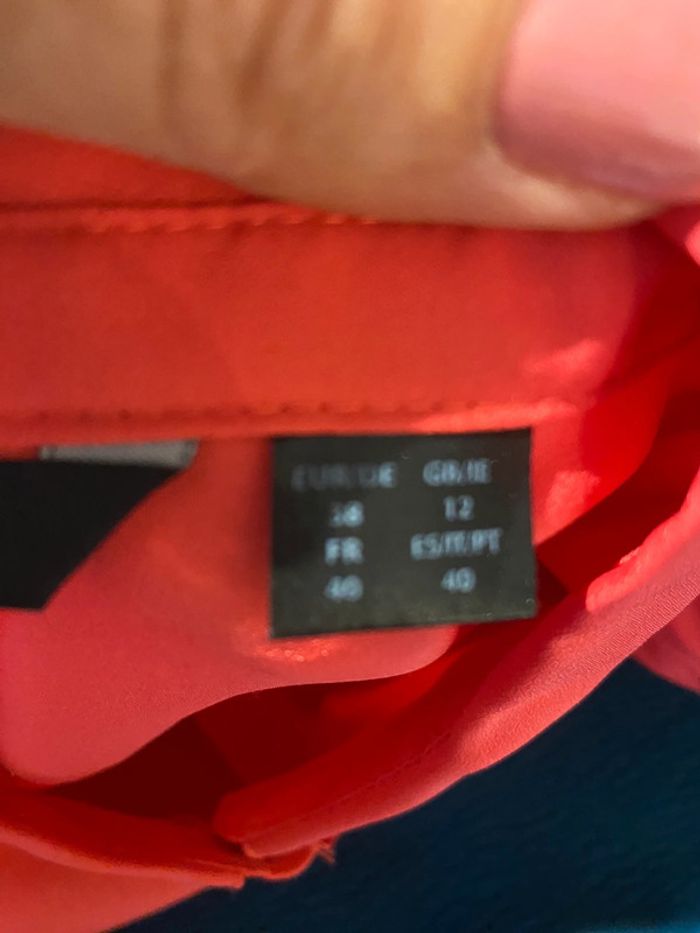 EUR/DE GB/IE
38 12
FR ES/IT/PT
40 40